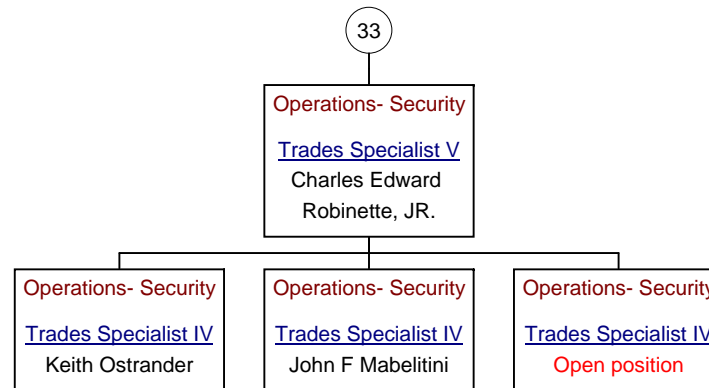 33
Operations- Security
Trades Specialist V
Charles Edward
Robinette, JR.
Operations- Security
Trades Specialist IV
Keith Ostrander
Operations- Security
Trades Specialist IV
John F Mabelitini
Operations- Security
Trades Specialist IV
Open position